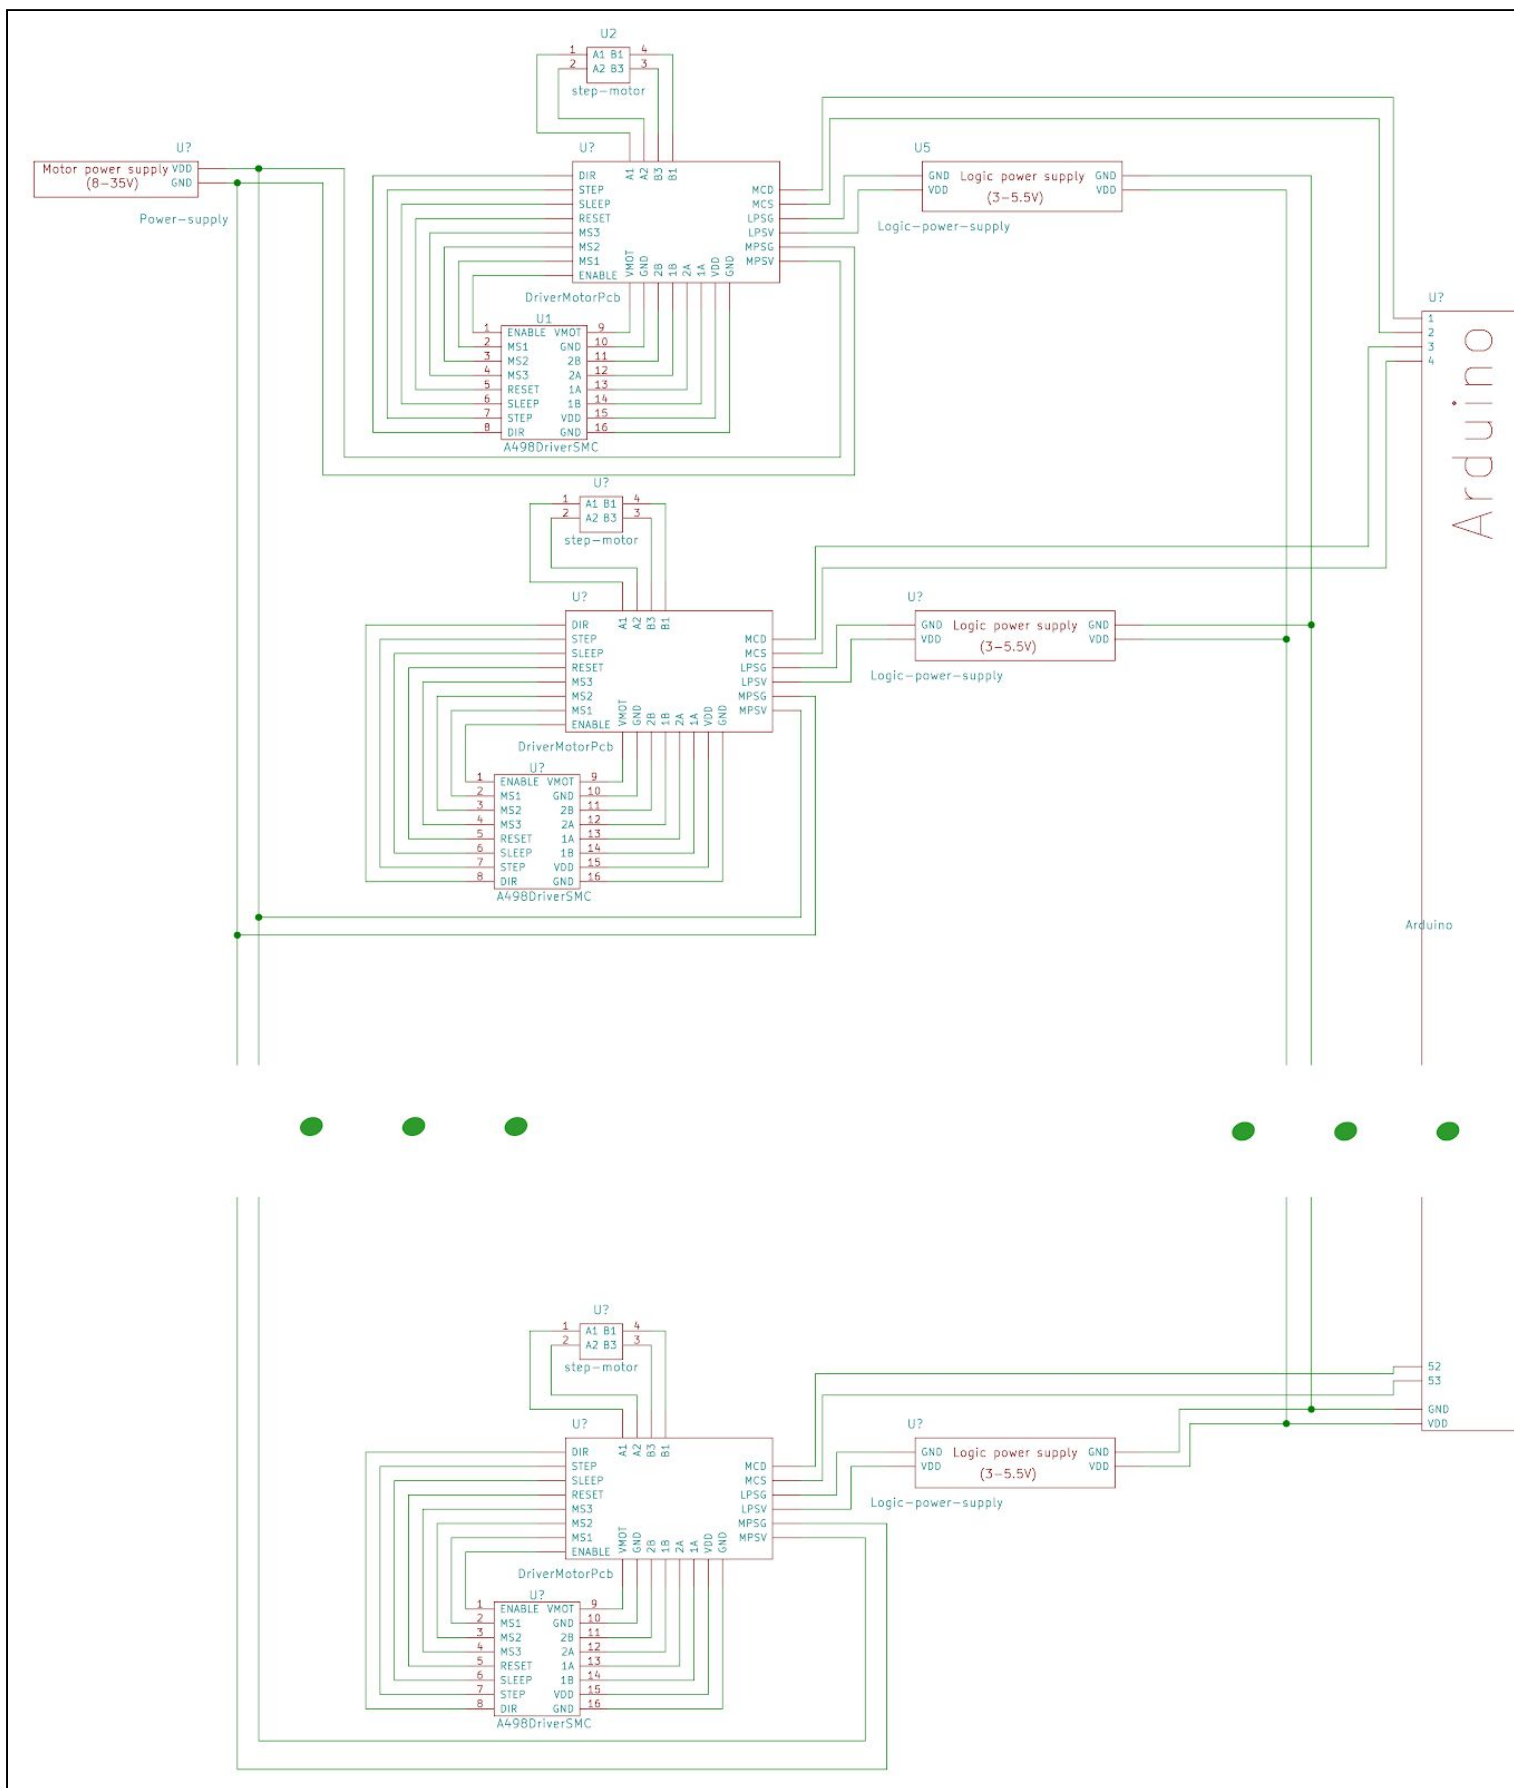 U2
1 A1 B1 4
2 A2 B3 3
step-motor
U?
Motor power supply VDD
(8-35V) GND
Power-supply
U?
A1 A2 B3 B1
DIR
STEP
SLEEP
RESET
MS3
MS2
MS1
ENABLE
MCD
MCS
LPSG
LPSV
MPSG
MPSV
VMOT GND 2B 1B 2A 1A VDD GND
DriverMotorPcb
U5
GND Logic power supply GND
VDD (3-5.5V) VDD
Logic-power-supply
U1
1 ENABLE VMOT 9
2 MS1 GND 10
3 MS2 2B 11
4 MS3 2A 12
5 RESET 1A 13
6 SLEEP 1B 14
7 STEP VDD 15
8 DIR GND 16
A498DriverSMC
U?
1
2
3
4
Arduino
U?
1 A1 B1 4
2 A2 B3 3
step-motor
U?
A1 A2 B3 B1
DIR
STEP
SLEEP
RESET
MS3
MS2
MS1
ENABLE
MCD
MCS
LPSG
LPSV
MPSG
MPSV
VMOT GND 2B 1B 2A 1A VDD GND
DriverMotorPcb
U?
GND Logic power supply GND
VDD (3-5.5V) VDD
Logic-power-supply
U?
1 ENABLE VMOT 9
2 MS1 GND 10
3 MS2 2B 11
4 MS3 2A 12
5 RESET 1A 13
6 SLEEP 1B 14
7 STEP VDD 15
8 DIR GND 16
A498DriverSMC
Arduino
U?
1 A1 B1 4
2 A2 B3 3
step-motor
52
53
GND
VDD
U?
A1 A2 B3 B1
DIR
STEP
SLEEP
RESET
MS3
MS2
MS1
ENABLE
MCD
MCS
LPSG
LPSV
MPSG
MPSV
VMOT GND 2B 1B 2A 1A VDD GND
DriverMotorPcb
U?
GND Logic power supply GND
VDD (3-5.5V) VDD
Logic-power-supply
U?
1 ENABLE VMOT 9
2 MS1 GND 10
3 MS2 2B 11
4 MS3 2A 12
5 RESET 1A 13
6 SLEEP 1B 14
7 STEP VDD 15
8 DIR GND 16
A498DriverSMC